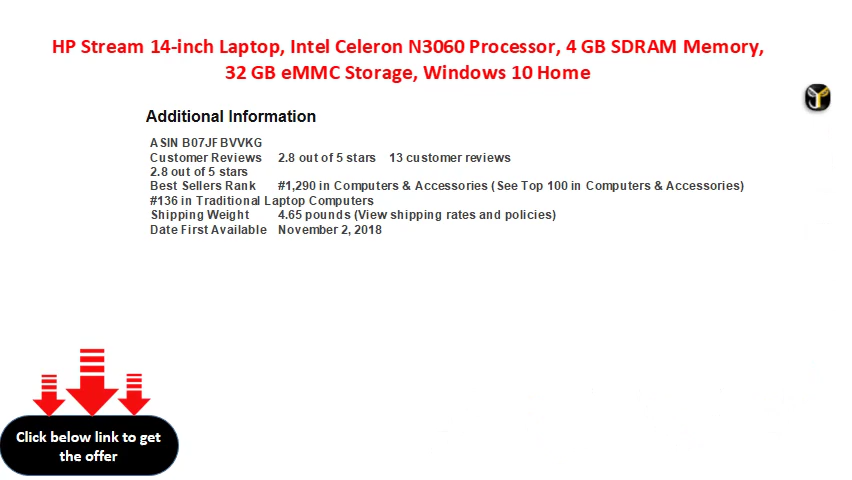 HP Stream 14-inch Laptop, Intel Celeron N3060 Processor, 4 GB SDRAM Memory,
32 GB eMMC Storage, Windows 10 Home
Additional Information
ASIN B07JFBVVKG
Customer Reviews 2.8 out of 5 stars 13 customer reviews
2.8 out of 5 stars
Best Sellers Rank #1,290 in Computers & Accessories (See Top 100 in Computers & Accessories)
#136 in Traditional Laptop Computers
Shipping Weight 4.65 pounds (View shipping rates and policies)
Date First Available November 2, 2018
Click below link to get
the offer